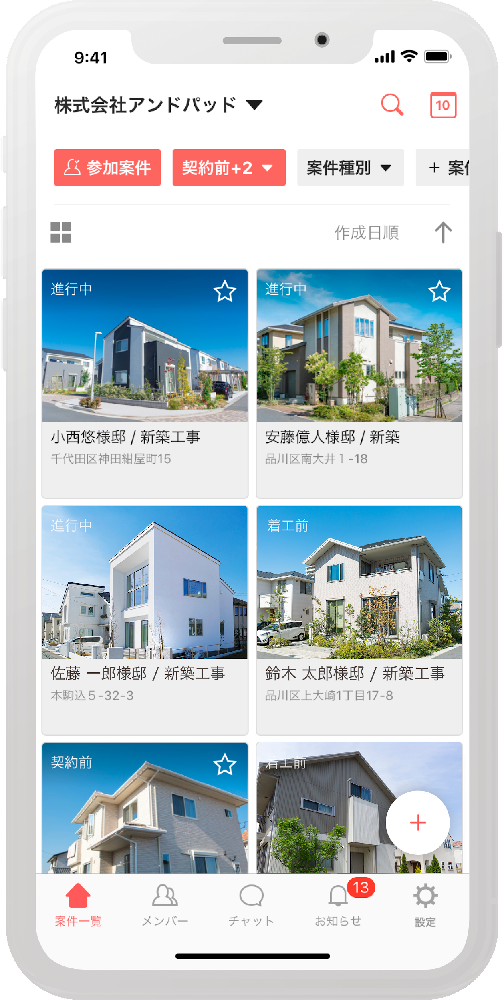 9:41
株式会社アンドパッド
10
参加案件
契約前+2
案件種別
+ 案
作成日順
進行中
進行中
小西悠様邸 / 新築工事
千代田区神田紺屋町15
安藤億人様邸 / 新築
品川区南大井１-18
進行中
着工前
佐藤 一郎様邸 / 新築工事
本駒込５-32-3
鈴木 太郎様邸 / 新築工事
品川区上大崎1丁目17-8
契約前
着工前
13
案件一覧
メンバー
チャット
お知らせ
設定